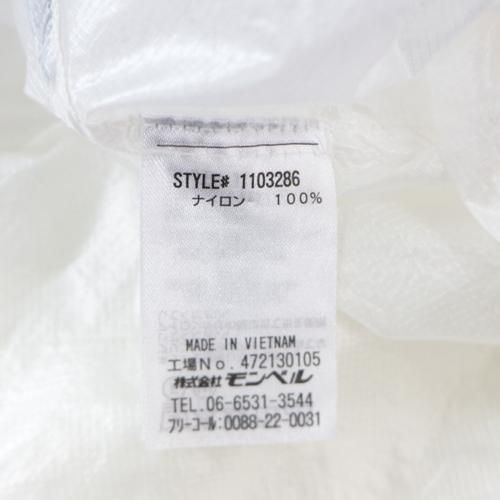 STYLE# 1103286
ナイロン 100%
MADE IN VIETNAM
工場No. 472130105
株式会社 モンベル
TEL. 06-6531-3544
フリーコール: 0088-22-0031